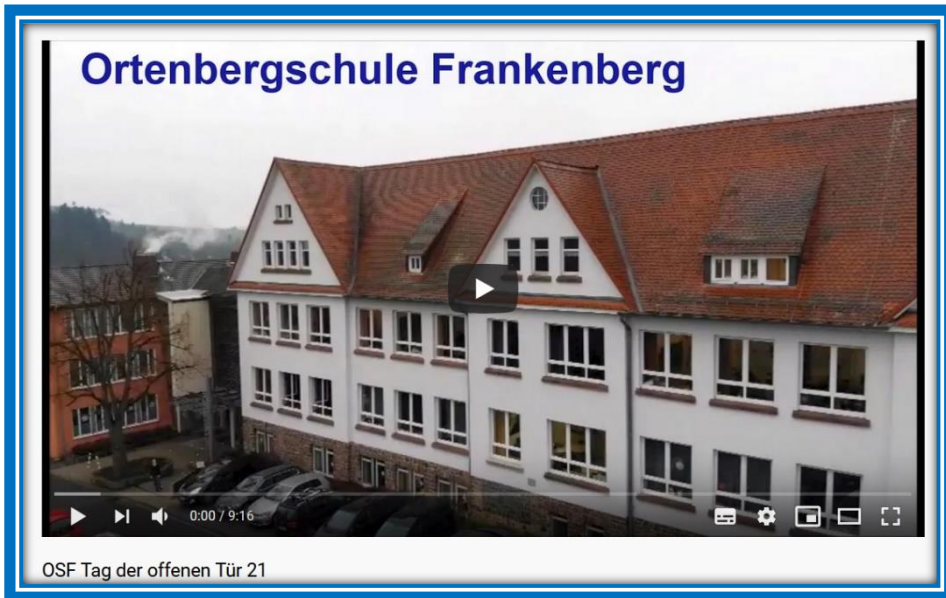 Ortenbergschule Frankenberg
0:00 / 9:16
OSF Tag der offenen Tür 21